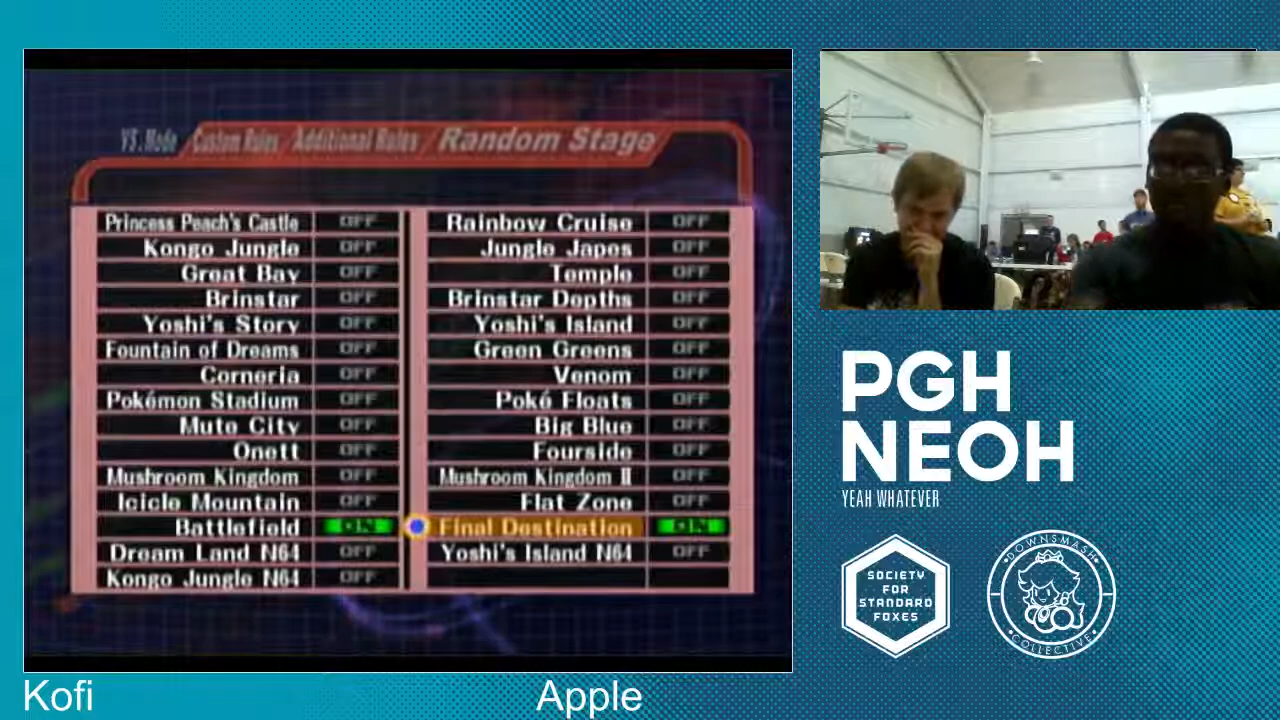 VS. Mode Custom Rules Additional Rules Random Stage
Princess Peach's Castle OFF Rainbow Cruise OFF
Kongo Jungle OFF Jungle Japes OFF
Great Bay OFF Temple OFF
Brinstar OFF Brinstar Depths OFF
Yoshi's Story OFF Yoshi's Island OFF
Fountain of Dreams OFF Green Greens OFF
Corneria OFF Venom OFF
Pokémon Stadium OFF Poké Floats OFF
Mute City OFF Big Blue OFF
Onett OFF Fourside OFF
Mushroom Kingdom OFF Mushroom Kingdom II OFF
Icicle Mountain OFF Flat Zone OFF
Battlefield ON Final Destination ON
Dream Land N64 OFF Yoshi's Island N64 OFF
Kongo Jungle N64 OFF
PGH
NEOH
YEAH WHATEVER
SOCIETY
FOR
STANDARD
FOXES
DOWNSMASH
COLLECTIVE
Kofi
Apple